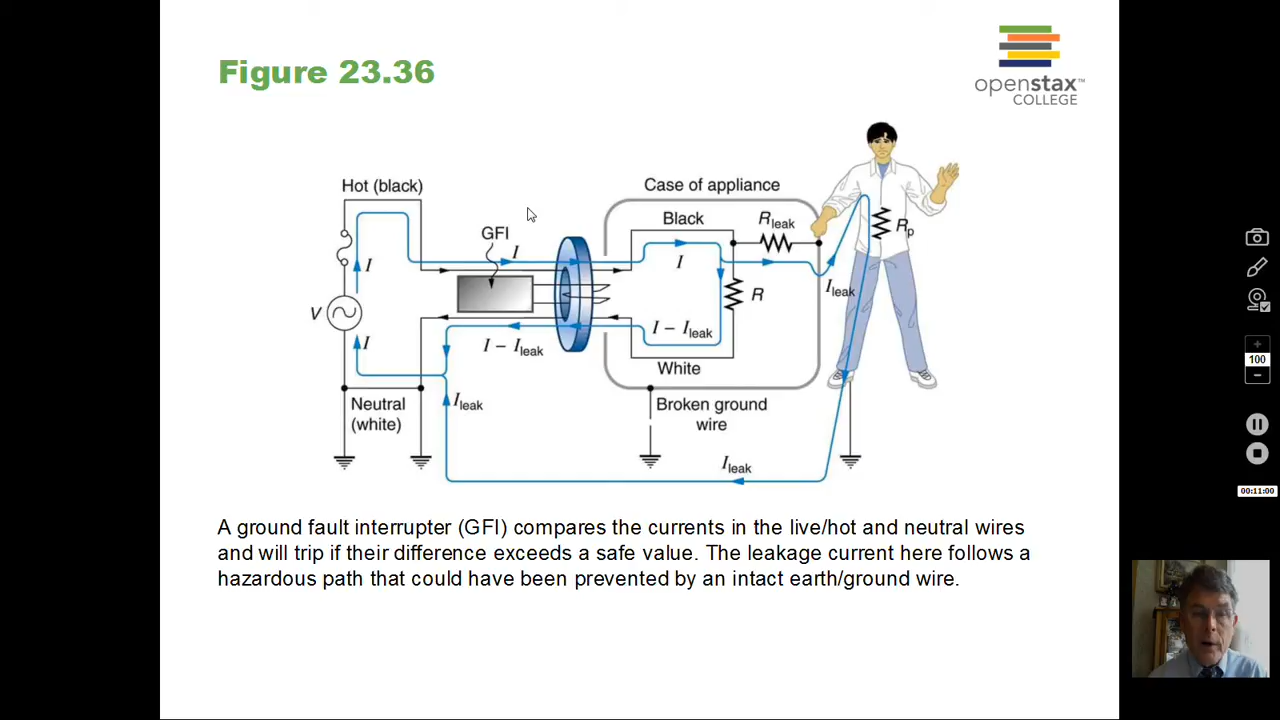 Figure 23.36
openstax™
COLLEGE
Hot (black)
Case of appliance
Black
R leak
GFI
I
I
I
R p
V
R
I leak
I
I – I leak
I – I leak
White
Neutral
(white)
I leak
Broken ground
wire
I leak
A ground fault interrupter (GFI) compares the currents in the live/hot and neutral wires
and will trip if their difference exceeds a safe value. The leakage current here follows a
hazardous path that could have been prevented by an intact earth/ground wire.
+
100
−
00:11:00